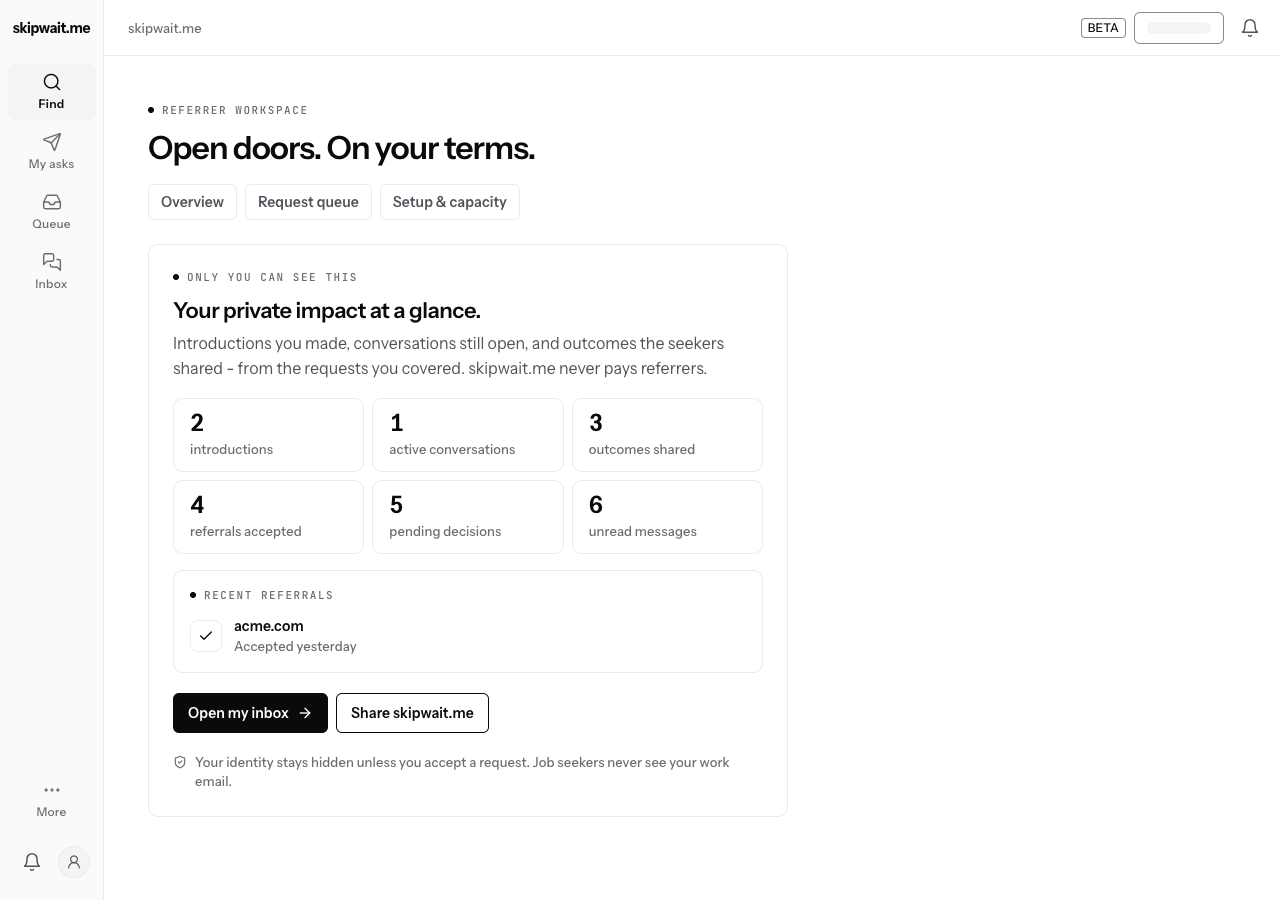 skipwait.me
skipwait.me
BETA
Find
My asks
Queue
Inbox
More
REFERRER WORKSPACE
Open doors. On your terms.
Overview
Request queue
Setup & capacity
ONLY YOU CAN SEE THIS
Your private impact at a glance.
Introductions you made, conversations still open, and outcomes the seekers
shared – from the requests you covered. skipwait.me never pays referrers.
2
introductions
1
active conversations
3
outcomes shared
4
referrals accepted
5
pending decisions
6
unread messages
RECENT REFERRALS
acme.com
Accepted yesterday
Open my inbox
Share skipwait.me
Your identity stays hidden unless you accept a request. Job seekers never see your work
email.